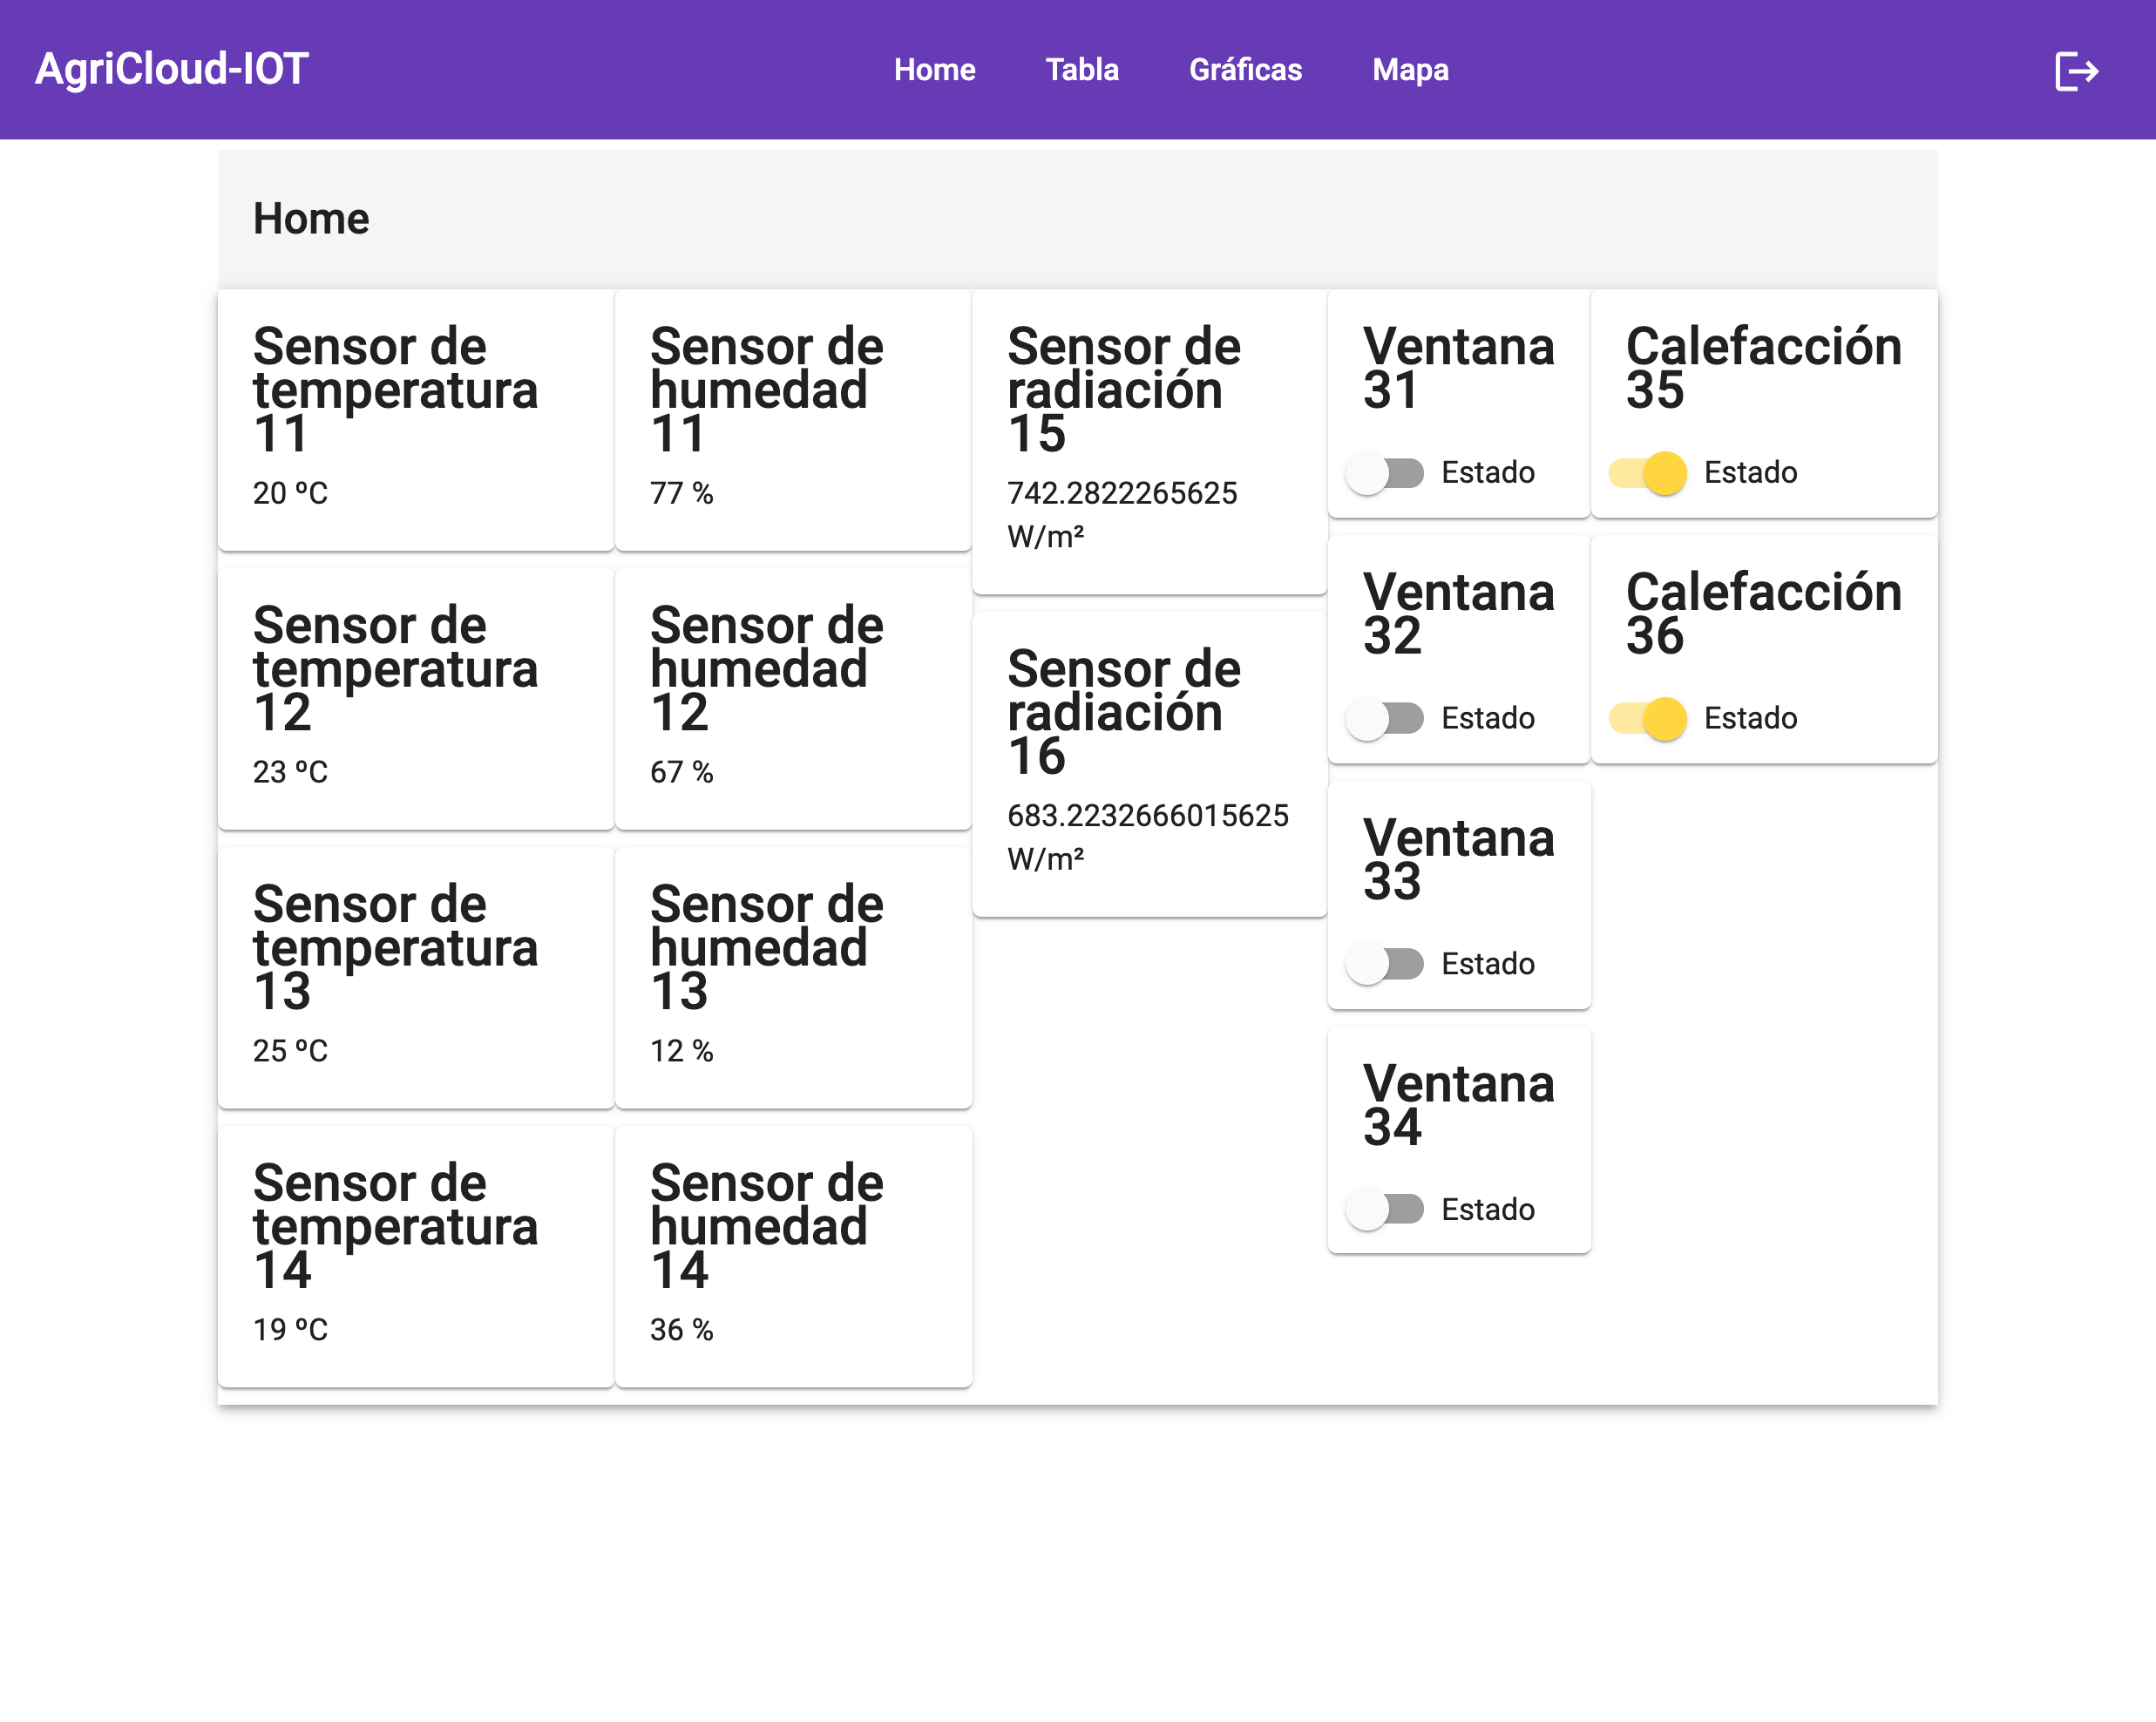 AgriCloud-IOT
Home
Tabla
Gráficas
Mapa
Home
Sensor de
temperatura
11
20 ºC
Sensor de
temperatura
12
23 ºC
Sensor de
temperatura
13
25 ºC
Sensor de
temperatura
14
19 ºC
Sensor de
humedad
11
77 %
Sensor de
humedad
12
67 %
Sensor de
humedad
13
12 %
Sensor de
humedad
14
36 %
Sensor de
radiación
15
742.2822265625
W/m²
Sensor de
radiación
16
683.2232666015625
W/m²
Ventana
31
Estado
Ventana
32
Estado
Ventana
33
Estado
Ventana
34
Estado
Calefacción
35
Estado
Calefacción
36
Estado